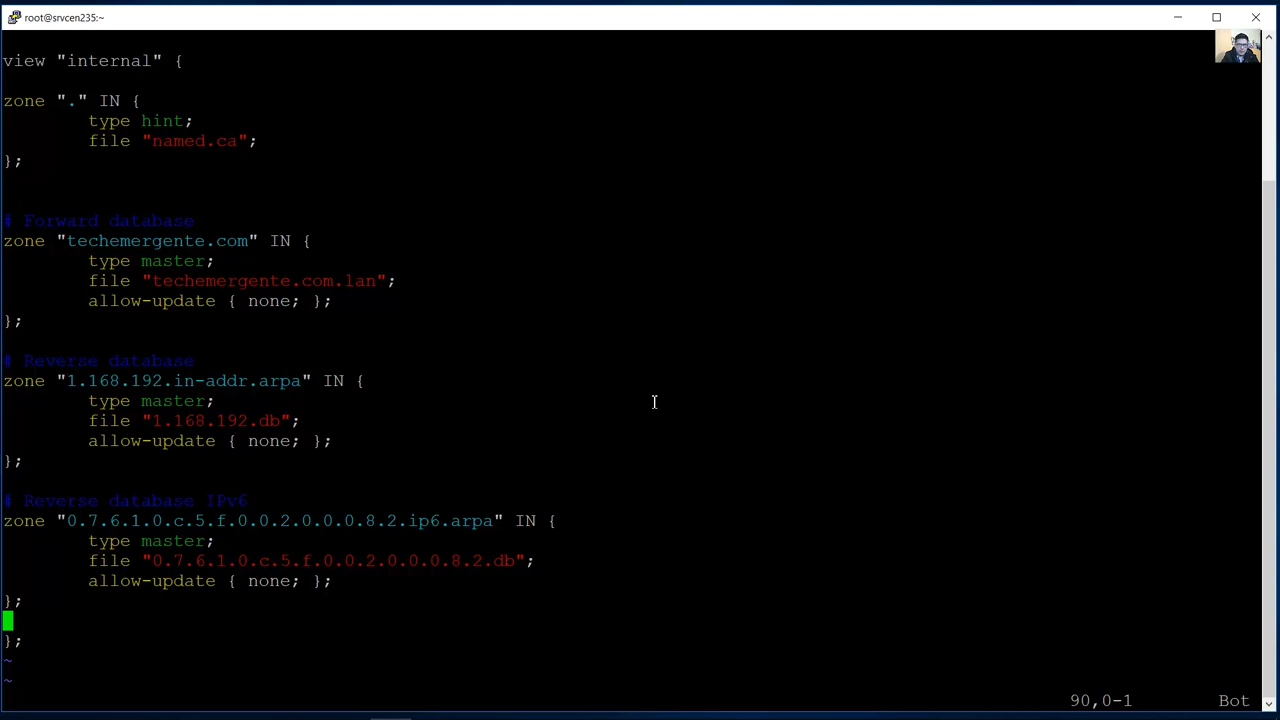 root@srvcen235:~
view "internal" {
zone "." IN {
type hint;
file "named.ca";
};
# Forward database
zone "techemergente.com" IN {
type master;
file "techemergente.com.lan";
allow-update { none; };
};
# Reverse database
zone "1.168.192.in-addr.arpa" IN {
type master;
file "1.168.192.db";
allow-update { none; };
};
# Reverse database IPv6
zone "0.7.6.1.0.c.5.f.0.0.2.0.0.0.8.2.ip6.arpa" IN {
type master;
file "0.7.6.1.0.c.5.f.0.0.2.0.0.0.8.2.db";
allow-update { none; };
};
};
~
~
90,0-1 Bot